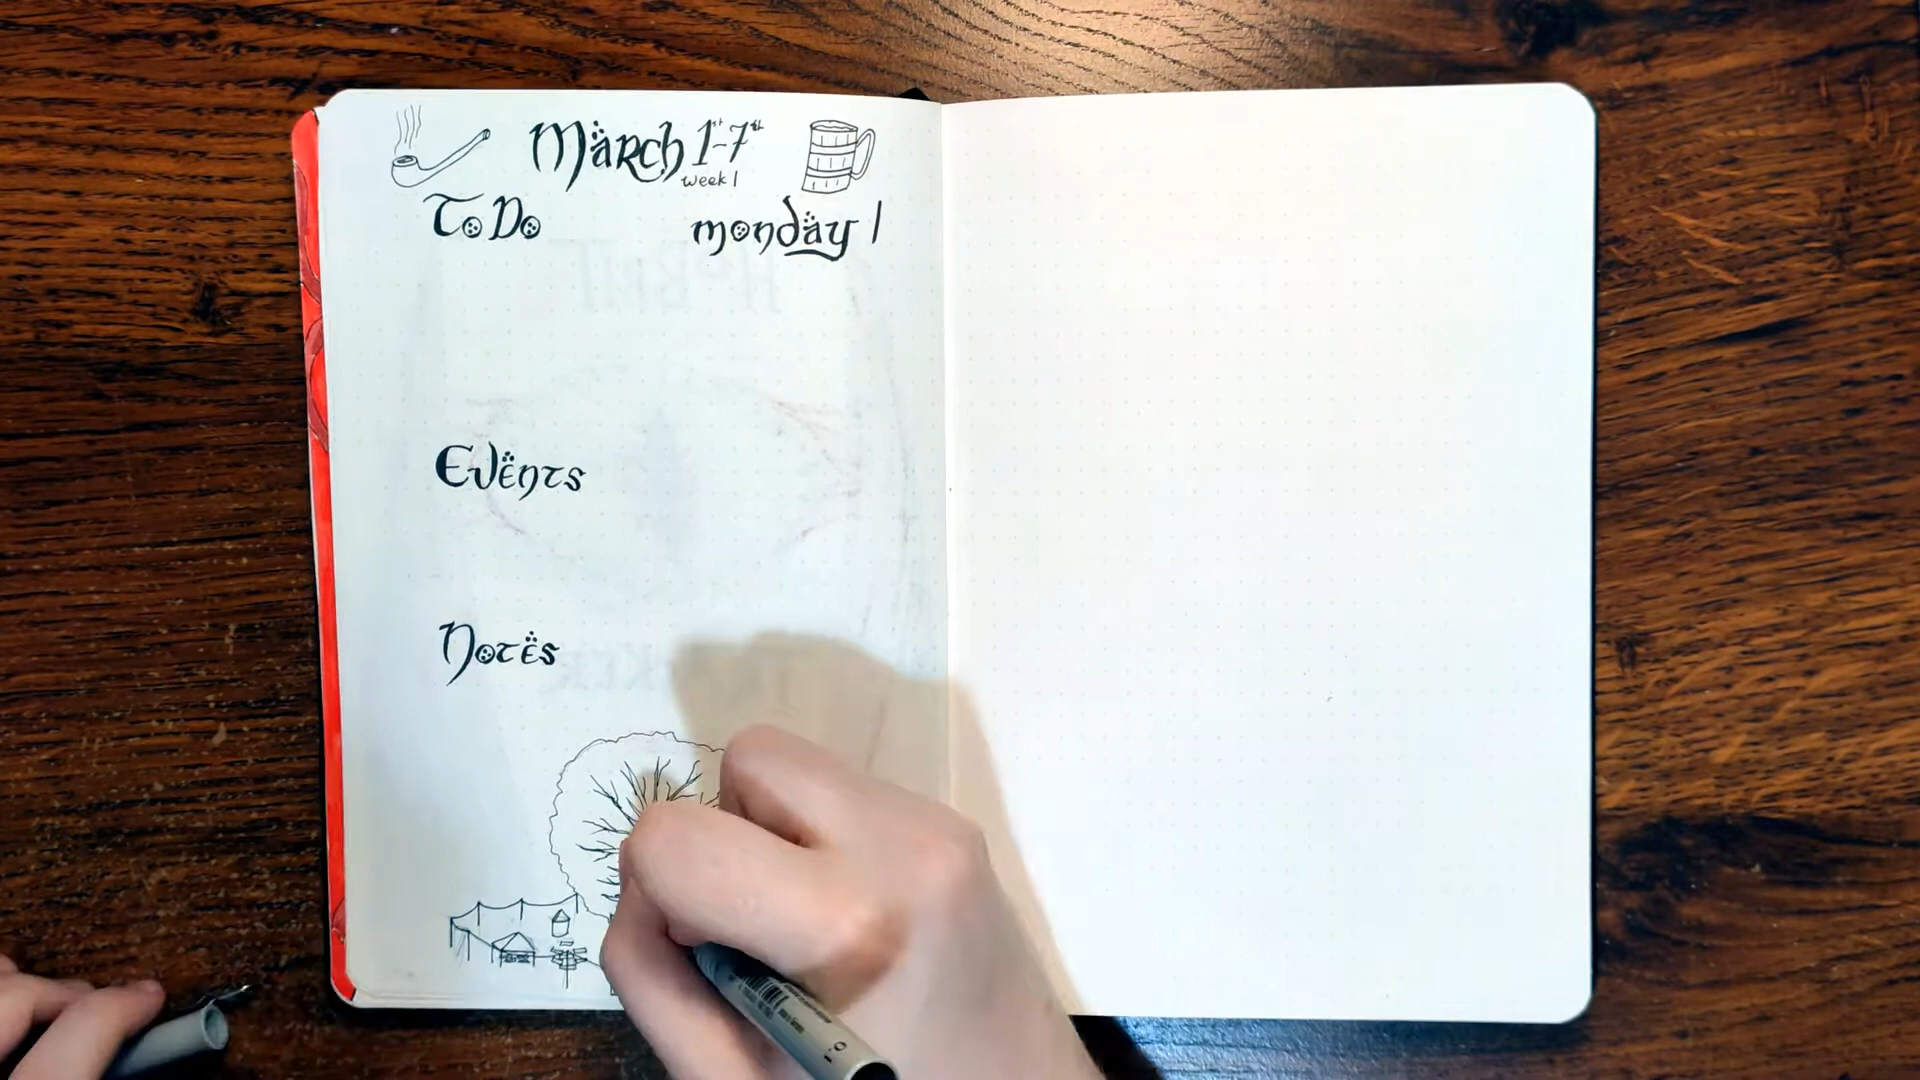 March 1st-7th
week 1
To Do
monday 1
Events
Notes